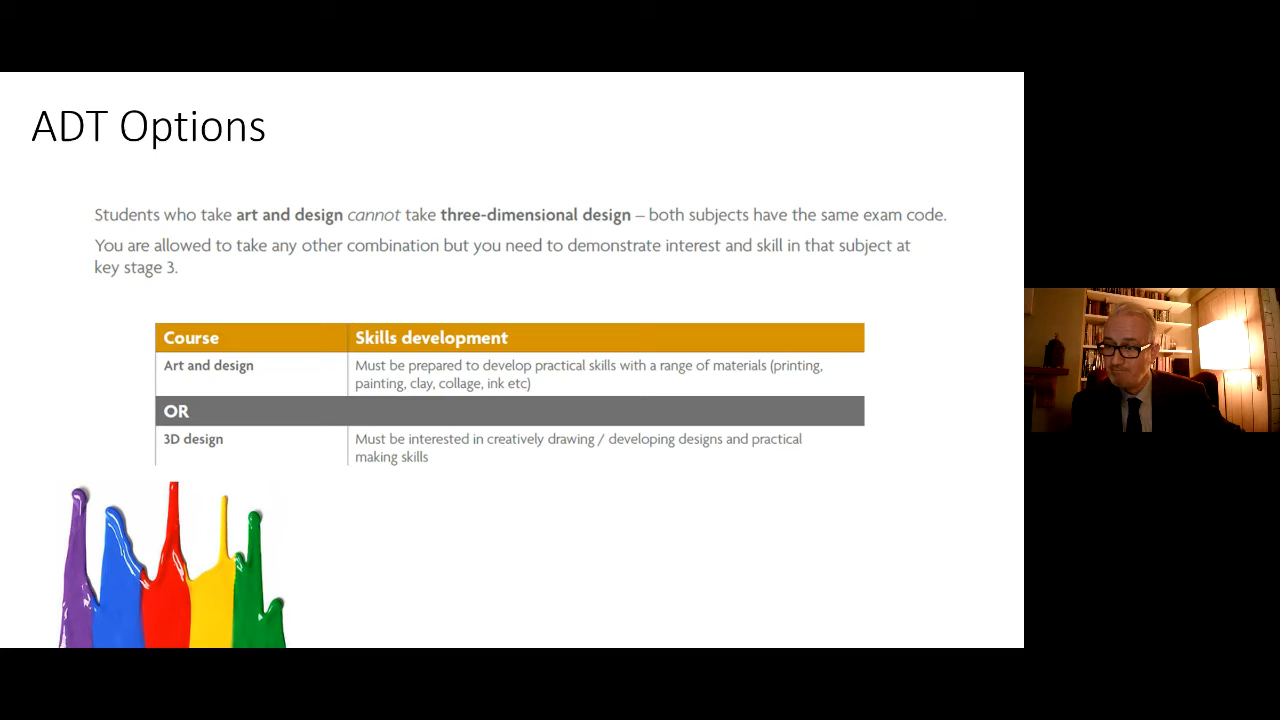 ADT Options
Students who take art and design cannot take three-dimensional design – both subjects have the same exam code.
You are allowed to take any other combination but you need to demonstrate interest and skill in that subject at
key stage 3.
Course Skills development
Art and design Must be prepared to develop practical skills with a range of materials (printing,
painting, clay, collage, ink etc)
OR
3D design Must be interested in creatively drawing / developing designs and practical
making skills